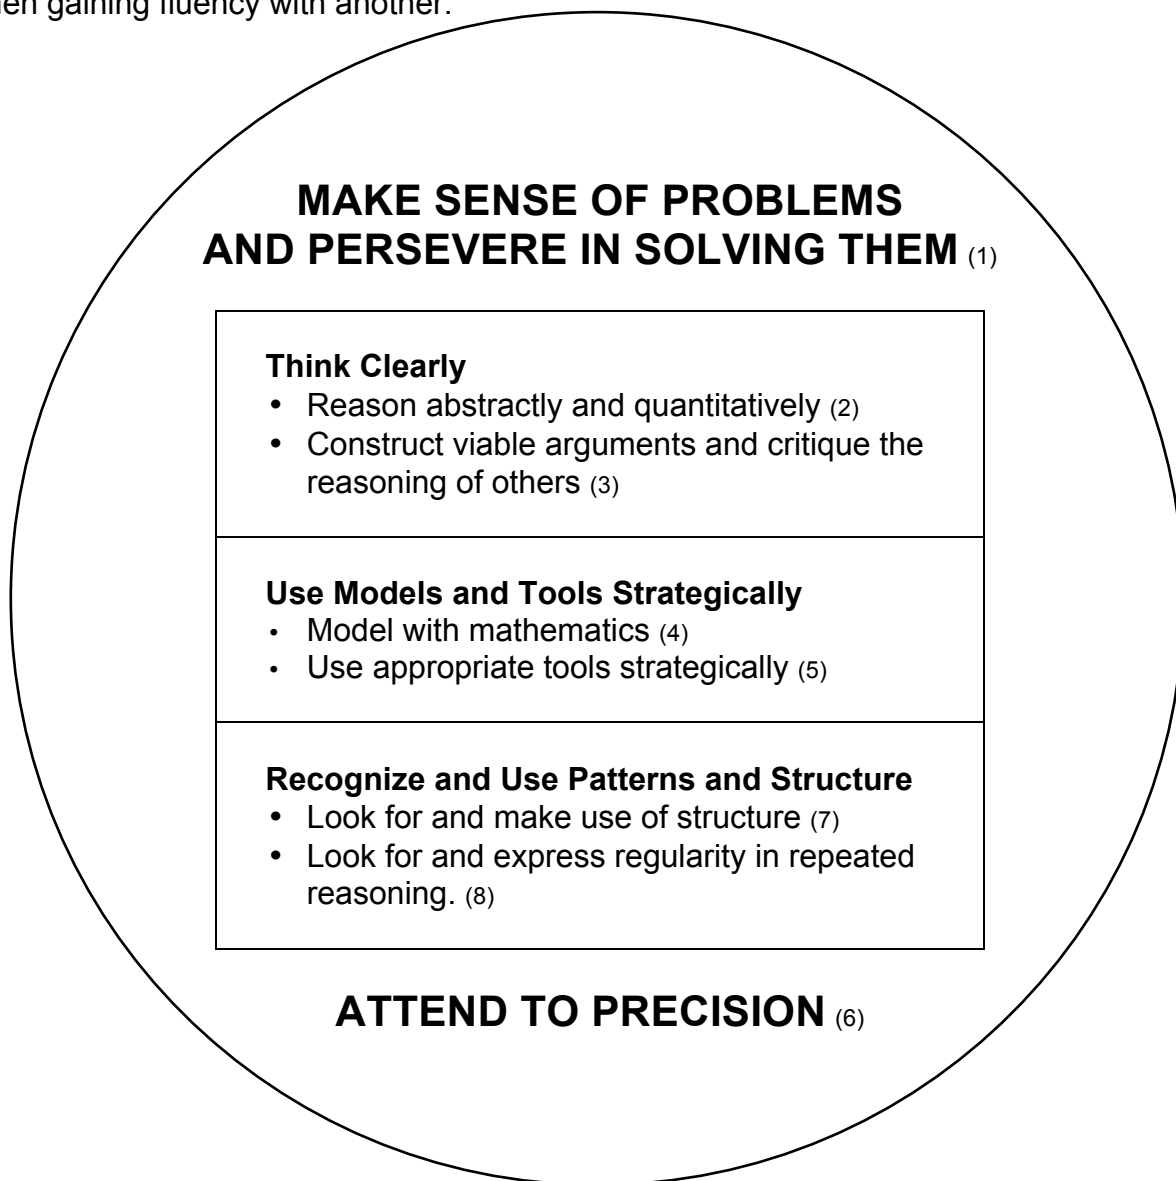 gaining fluency with another.
MAKE SENSE OF PROBLEMS
AND PERSEVERE IN SOLVING THEM (1)
Think Clearly
• Reason abstractly and quantitatively (2)
• Construct viable arguments and critique the
reasoning of others (3)
Use Models and Tools Strategically
• Model with mathematics (4)
• Use appropriate tools strategically (5)
Recognize and Use Patterns and Structure
• Look for and make use of structure (7)
• Look for and express regularity in repeated
reasoning. (8)
ATTEND TO PRECISION (6)